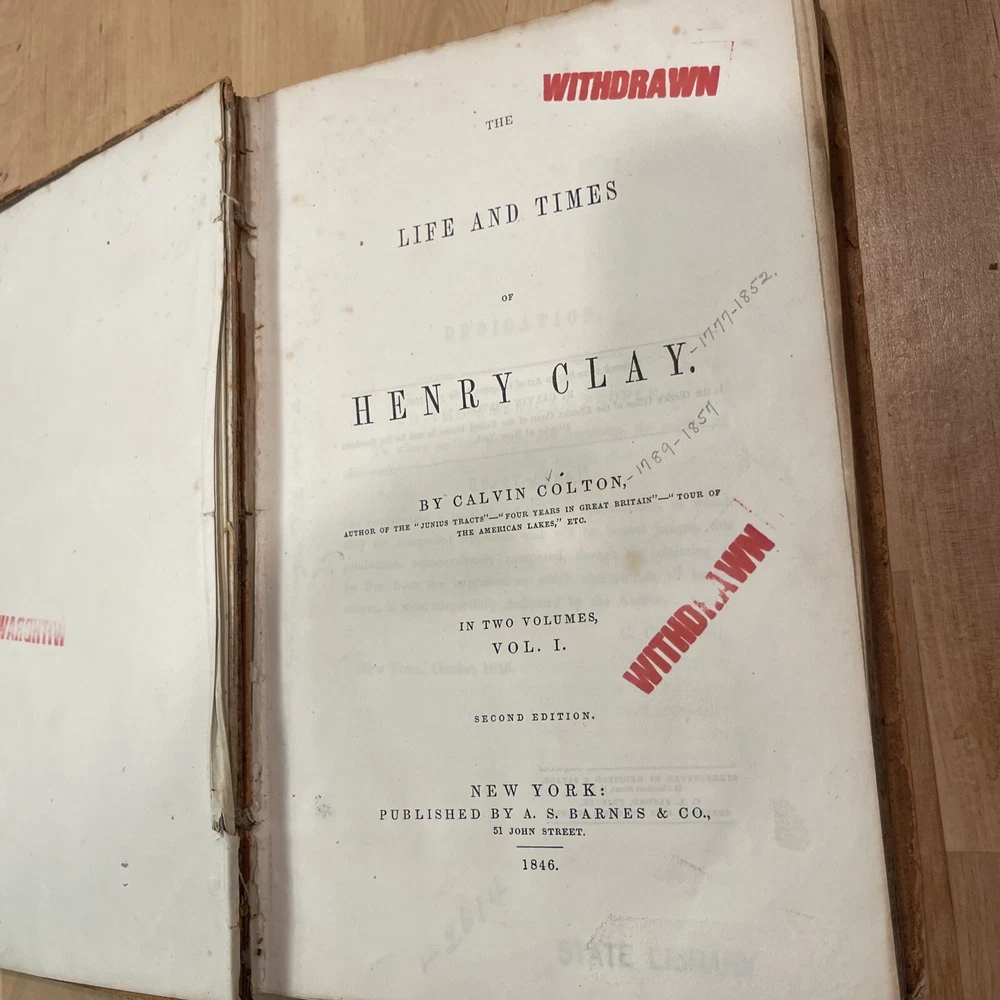 WITHDRAWN
THE
LIFE AND TIMES
OF
HENRY CLAY. -1777-1852.
BY CALVIN COLTON, -1789-1857
AUTHOR OF THE "JUNIUS TRACTS"—"FOUR YEARS IN GREAT BRITAIN"—"TOUR OF
THE AMERICAN LAKES," ETC.
WITHDRAWN
IN TWO VOLUMES,
VOL. I.
SECOND EDITION.
NEW YORK:
PUBLISHED BY A. S. BARNES & CO.,
51 JOHN STREET.
1846.
STATE LIBRARY
WITHDRAWN